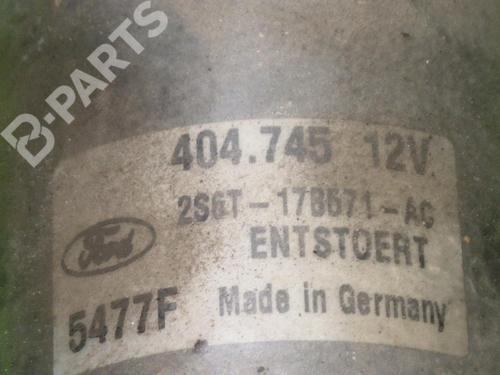 B-PARTS
404.745 12V
2S6T-17B571-AC
Ford
ENTSTOERT
5477F Made in Germany